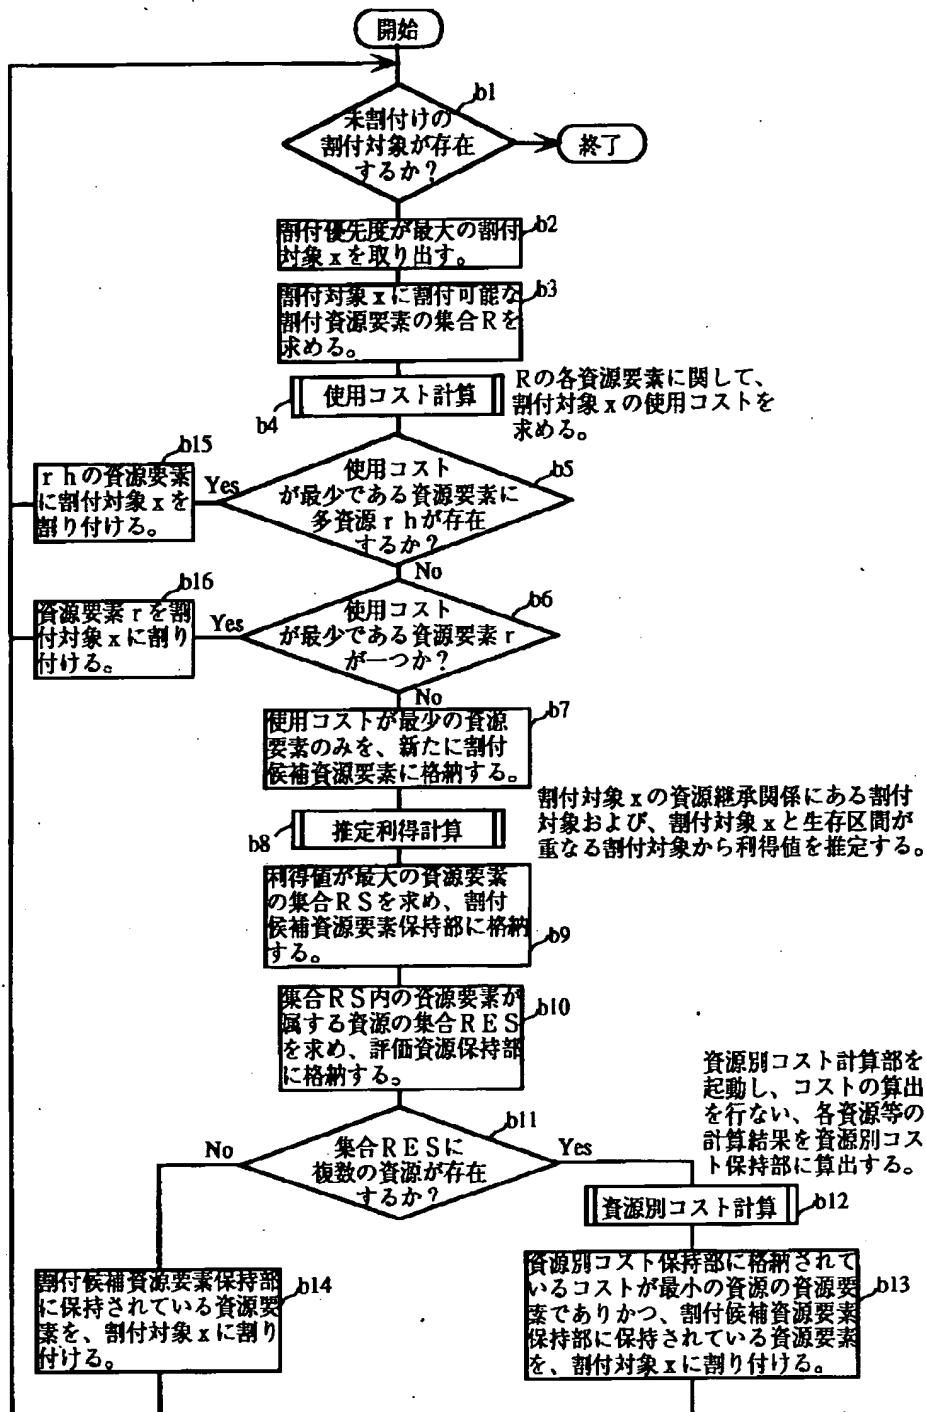 開始
b1
未割付けの
割付対象が存在
するか？
終了
b2
割付優先度が最大の割付
対象xを取り出す。
b3
割付対象xに割付可能な
割付資源要素の集合Rを
求める。
使用コスト計算
b4
Rの各資源要素に関して、
割付対象xの使用コストを
求める。
b5
使用コスト
が最少である資源要素に
多資源rhが存在
するか？
Yes
b15
rhの資源要素
に割付対象xを
割り付ける。
No
b6
使用コスト
が最少である資源要素r
が一つか？
Yes
b16
資源要素rを割
付対象xに割り
付ける。
No
b7
使用コストが最少の資源
要素のみを、新たに割付
候補資源要素に格納する。
b8
推定利得計算
割付対象xの資源継承関係にある割付
対象および、割付対象xと生存区間が
重なる割付対象から利得値を推定する。
利得値が最大の資源要素
の集合RSを求め、割付
候補資源要素保持部に格納
する。
b9
集合RS内の資源要素が
属する資源の集合RES
を求め、評価資源保持部
に格納する。
b10
b11
集合RESに
複数の資源が存在
するか？
No
Yes
資源別コスト計算部を
起動し、コストの算出
を行ない、各資源等の
計算結果を資源別コス
ト保持部に算出する。
資源別コスト計算
b12
資源別コスト保持部に格納されて
いるコストが最小の資源の資源要
素でありかつ、割付候補資源要素
保持部に保持されている資源要素
を、割付対象xに割り付ける。
b13
割付候補資源要素保持部
に保持されている資源要
素を、割付対象xに割り
付ける。
b14